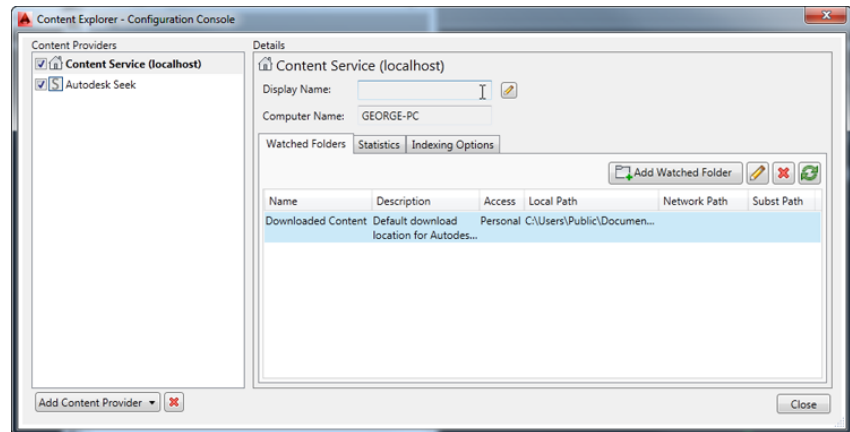 Content Explorer - Configuration Console
Content Providers
Content Service (localhost)
Autodesk Seek
Add Content Provider
Details
Content Service (localhost)
Display Name:
Computer Name: GEORGE-PC
Watched Folders Statistics Indexing Options
Add Watched Folder
Name Description Access Local Path Network Path Subst Path
Downloaded Content Default download Personal C:\Users\Public\Documen...
location for Autodes...
Close